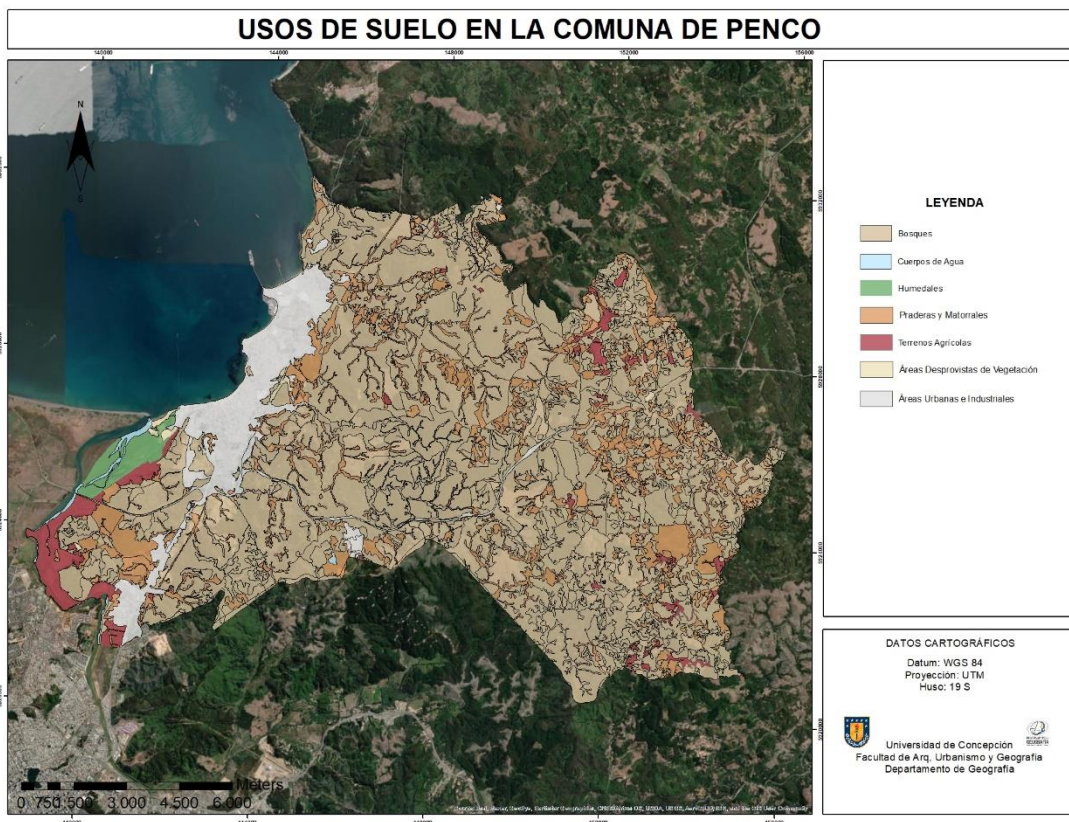 USOS DE SUELO EN LA COMUNA DE PENCO
140000 144000 148000 152000 156000
N
S
LEYENDA
Bosques
Cuerpos de Agua
Humedales
Praderas y Matorrales
Terrenos Agrícolas
Áreas Desprovistas de Vegetación
Áreas Urbanas e Industriales
DATOS CARTOGRÁFICOS
Datum: WGS 84
Proyección: UTM
Huso: 19 S
Universidad de Concepción
Facultad de Arq, Urbanismo y Geografía
Departamento de Geografía
Meters
0 750 1.500 3.000 4.500 6.000